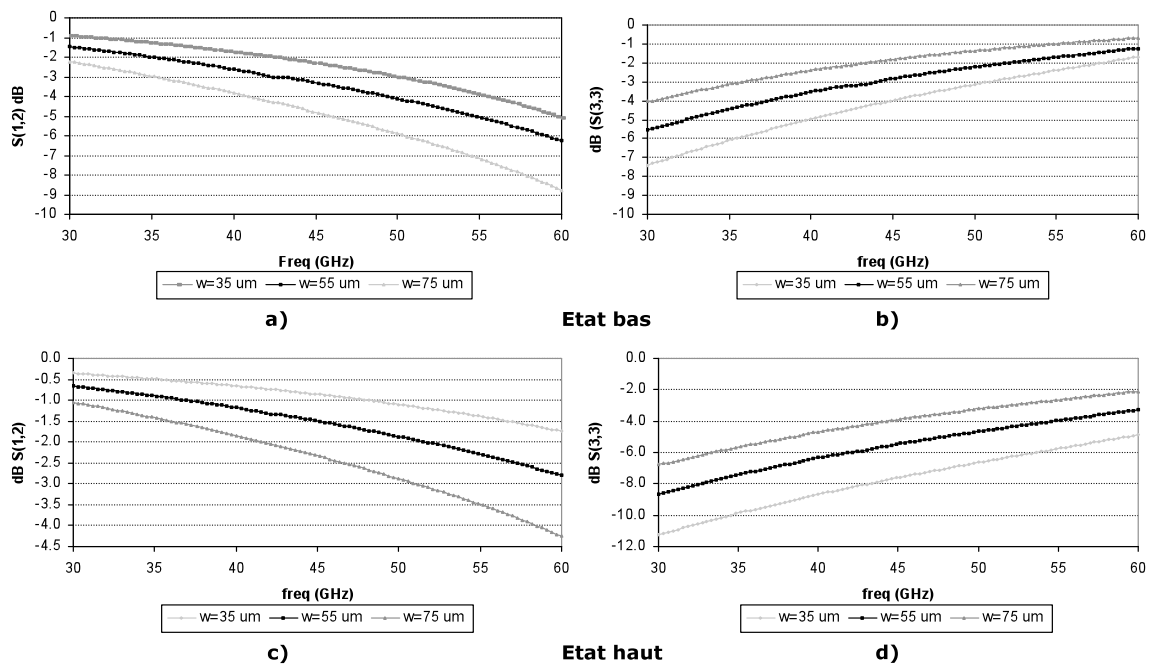 0
-1
-2
-3
-4
-5
-6
-7
-8
-9
-10
S(1,2) dB
30 35 40 45 50 55 60
Freq (GHz)
w=35 um w=55 um w=75 um
a)
0
-1
-2
-3
-4
-5
-6
-7
-8
-9
-10
dB (S(3,3)
30 35 40 45 50 55 60
freq (GHz)
w=35 um w=55 um w=75 um
b)
Etat bas
0.0
-0.5
-1.0
-1.5
-2.0
-2.5
-3.0
-3.5
-4.0
-4.5
dB S(1,2)
30 35 40 45 50 55 60
freq (GHz)
w=35 um w=55 um w=75 um
c)
0.0
-2.0
-4.0
-6.0
-8.0
-10.0
-12.0
dB S(3,3)
30 35 40 45 50 55 60
freq (GHz)
w=35 um w=55 um w=75 um
d)
Etat haut